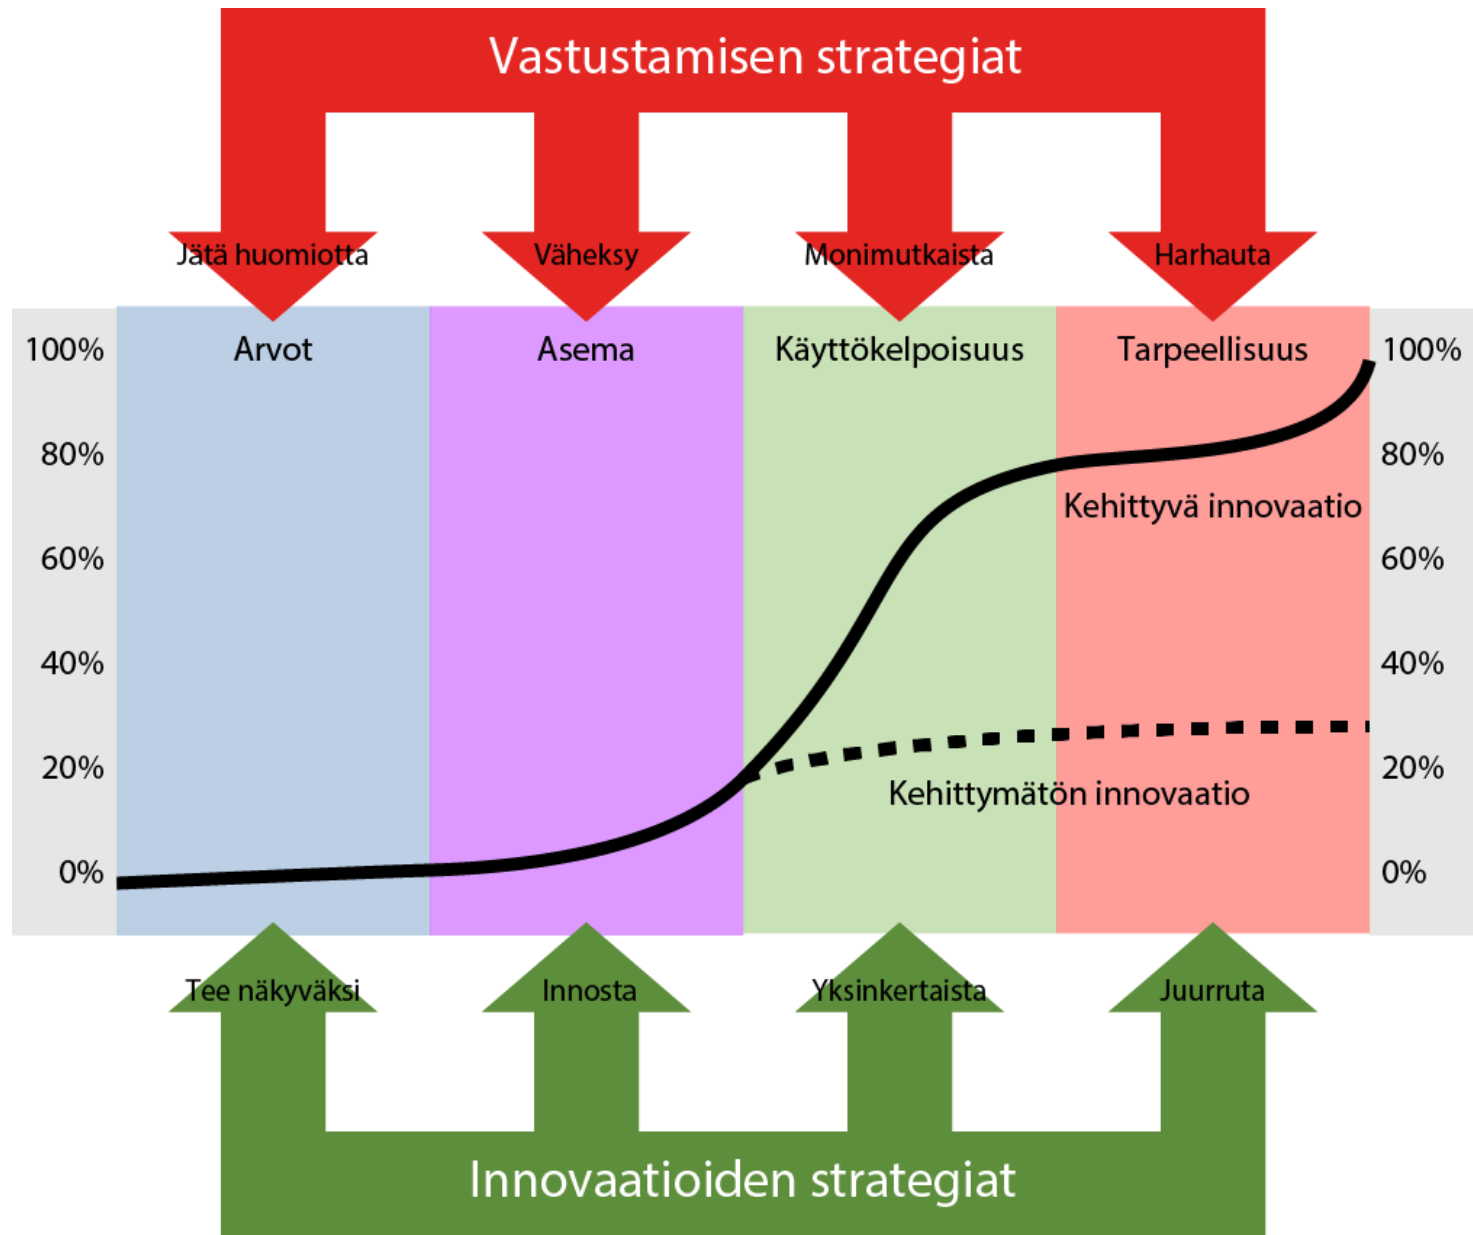 Vastustamisen strategiat
Jätä huomiotta Väheksy Monimutkaista Harhauta
100% Arvot Asema Käyttökelpoisuus Tarpeellisuus 100%
80% 80%
Kehittyvä innovaatio
60% 60%
40% 40%
20% 20%
Kehittymätön innovaatio
0% 0%
Tee näkyväksi Innosta Yksinkertaista Juurruta
Innovaatioiden strategiat